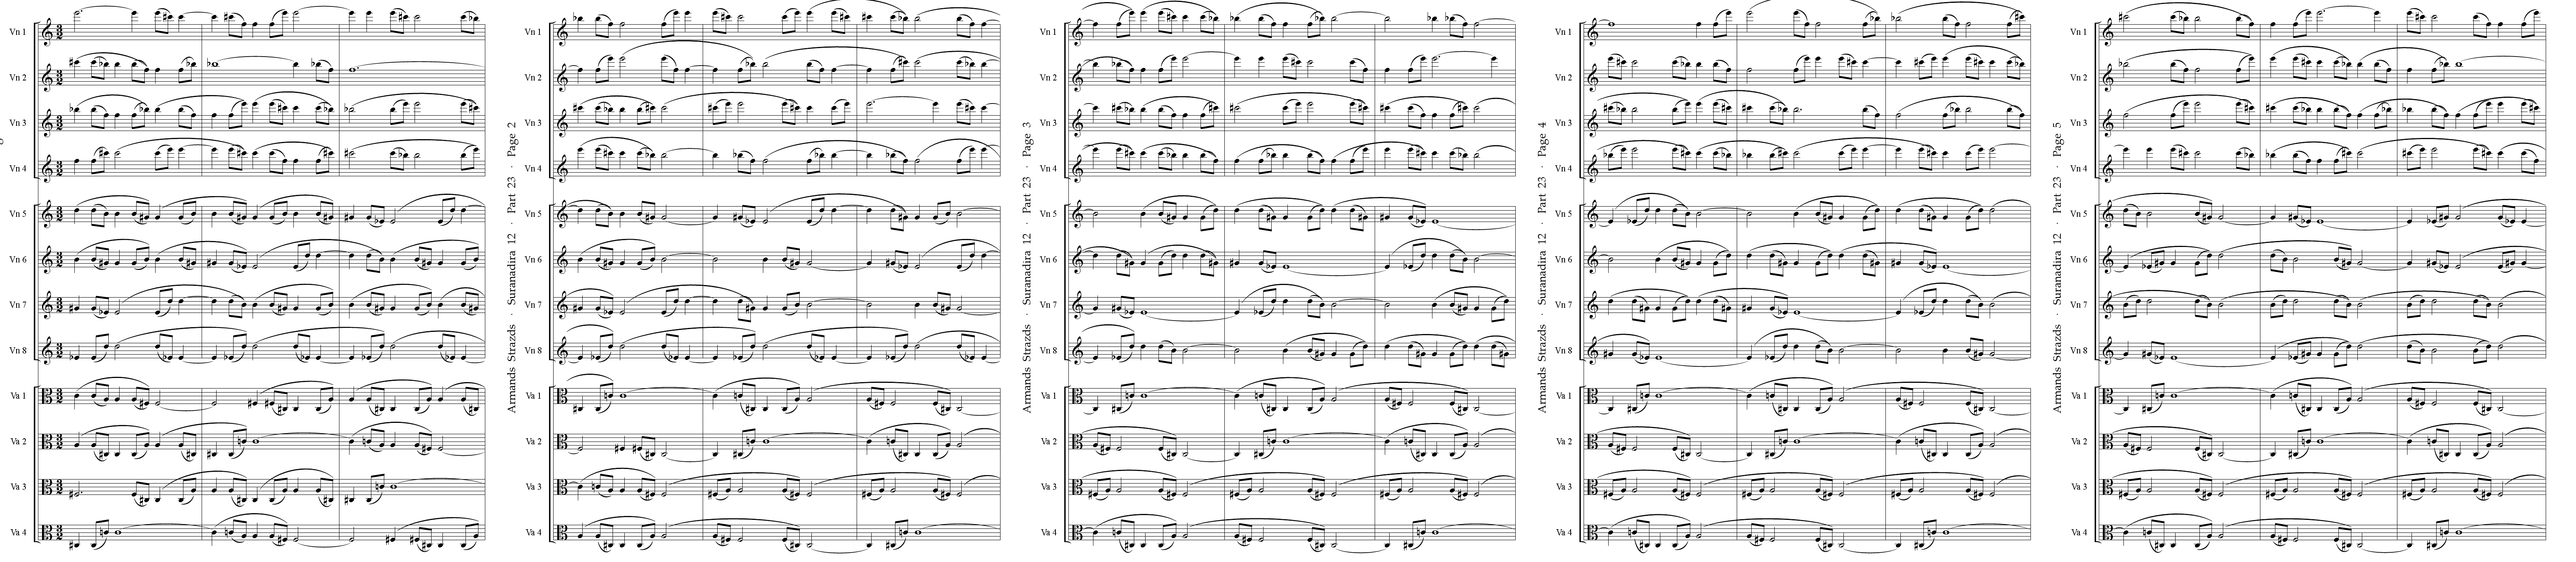 Vn 1
Vn 2
Vn 3
Vn 4
Vn 5
Vn 6
Vn 7
Vn 8
Va 1
Va 2
Va 3
Va 4
Armands Strazds · Suranadira 12 · Part 23 · Page 2
Vn 1
Vn 2
Vn 3
Vn 4
Vn 5
Vn 6
Vn 7
Vn 8
Va 1
Va 2
Va 3
Va 4
Armands Strazds · Suranadira 12 · Part 23 · Page 3
Vn 1
Vn 2
Vn 3
Vn 4
Vn 5
Vn 6
Vn 7
Vn 8
Va 1
Va 2
Va 3
Va 4
Armands Strazds · Suranadira 12 · Part 23 · Page 4
Vn 1
Vn 2
Vn 3
Vn 4
Vn 5
Vn 6
Vn 7
Vn 8
Va 1
Va 2
Va 3
Va 4
Armands Strazds · Suranadira 12 · Part 23 · Page 5
Vn 1
Vn 2
Vn 3
Vn 4
Vn 5
Vn 6
Vn 7
Vn 8
Va 1
Va 2
Va 3
Va 4